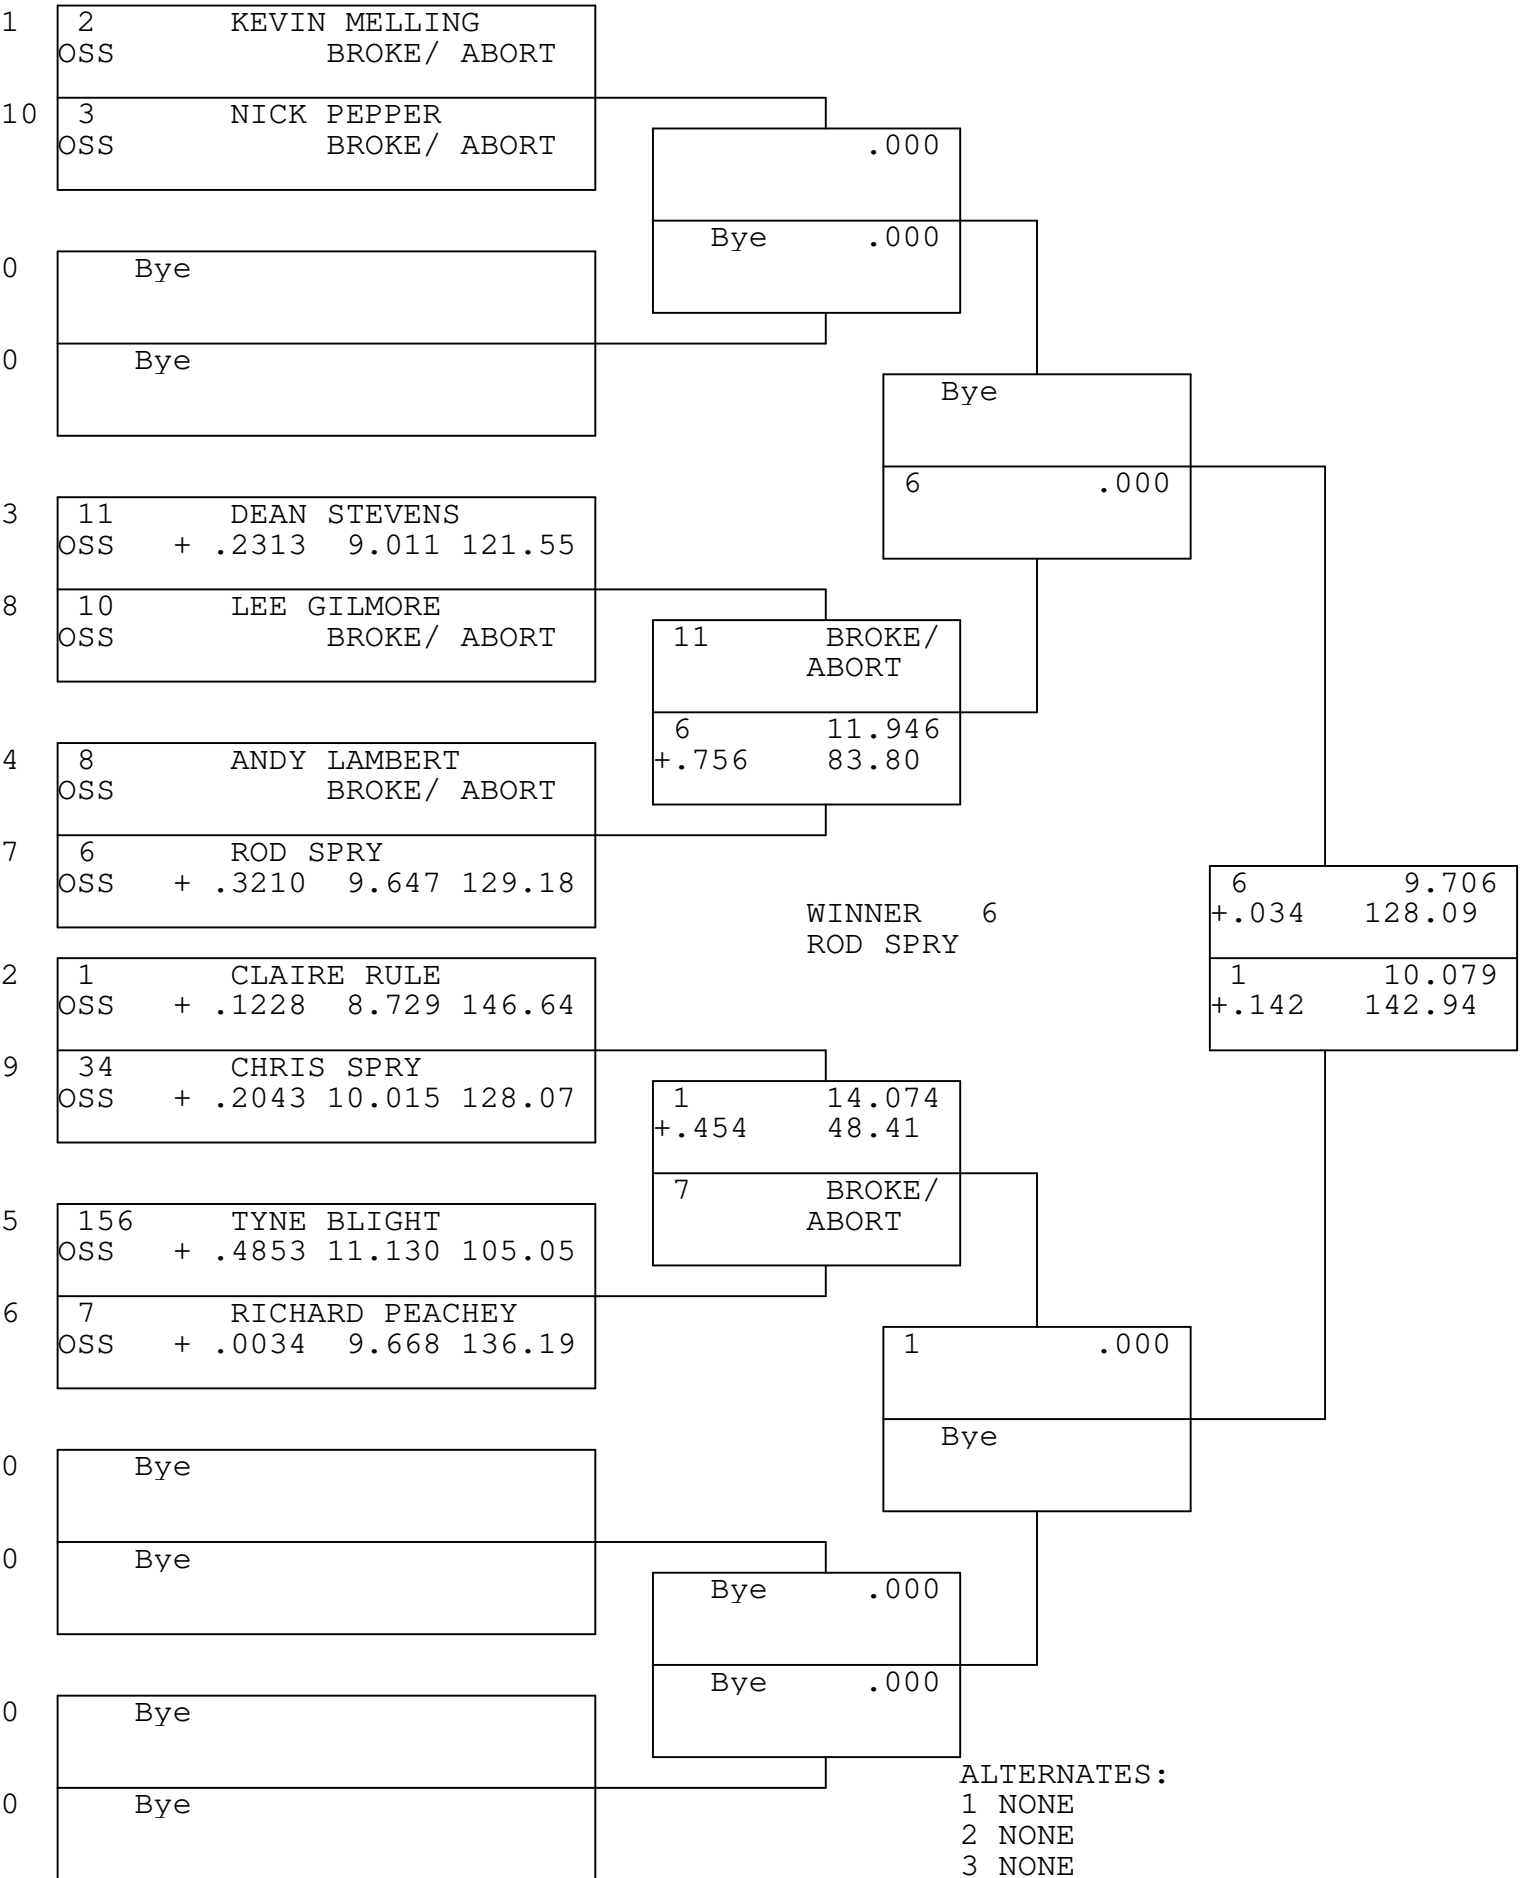 1 2 KEVIN MELLING
OSS BROKE/ ABORT
10 3 NICK PEPPER
OSS BROKE/ ABORT
.000
Bye .000
0 Bye
0 Bye
Bye
6 .000
3 11 DEAN STEVENS
OSS + .2313 9.011 121.55
8 10 LEE GILMORE
OSS BROKE/ ABORT
11 BROKE/
ABORT
6 11.946
+.756 83.80
4 8 ANDY LAMBERT
OSS BROKE/ ABORT
7 6 ROD SPRY
OSS + .3210 9.647 129.18
WINNER 6
ROD SPRY
6 9.706
+.034 128.09
1 10.079
+.142 142.94
2 1 CLAIRE RULE
OSS + .1228 8.729 146.64
9 34 CHRIS SPRY
OSS + .2043 10.015 128.07
1 14.074
+.454 48.41
7 BROKE/
ABORT
5 156 TYNE BLIGHT
OSS + .4853 11.130 105.05
6 7 RICHARD PEACHEY
OSS + .0034 9.668 136.19
1 .000
Bye
0 Bye
0 Bye
Bye .000
Bye .000
0 Bye
0 Bye
ALTERNATES:
1 NONE
2 NONE
3 NONE